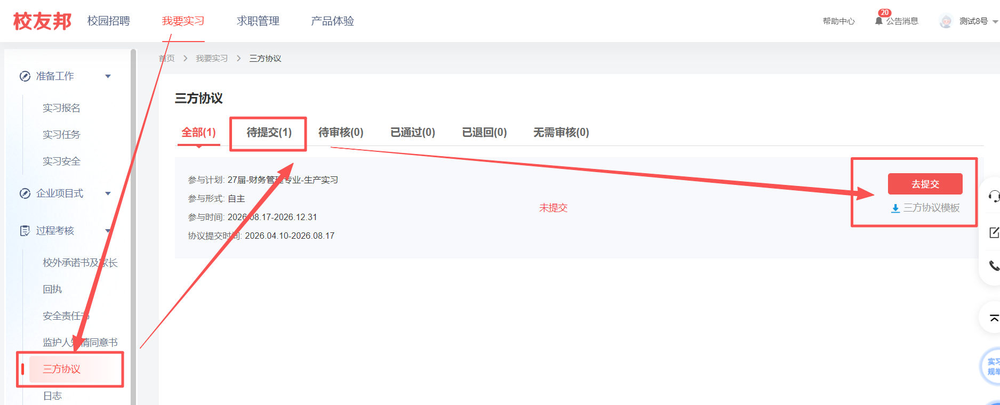 校友邦
校园招聘
我要实习
求职管理
产品体验
帮助中心
20
公告消息
测试8号
首页 > 我要实习 > 三方协议
准备工作
实习报名
实习任务
实习安全
企业项目式
过程考核
校外承诺书及家长
回执
安全责任书
监护人知情同意书
三方协议
日志
三方协议
全部(1)
待提交(1)
待审核(0)
已通过(0)
已退回(0)
无需审核(0)
参与计划: 27届-财务管理专业-生产实习
参与形式: 自主
参与时间: 2026.08.17-2026.12.31
协议提交时间: 2026.04.10-2026.08.17
未提交
去提交
三方协议模板
实习
规